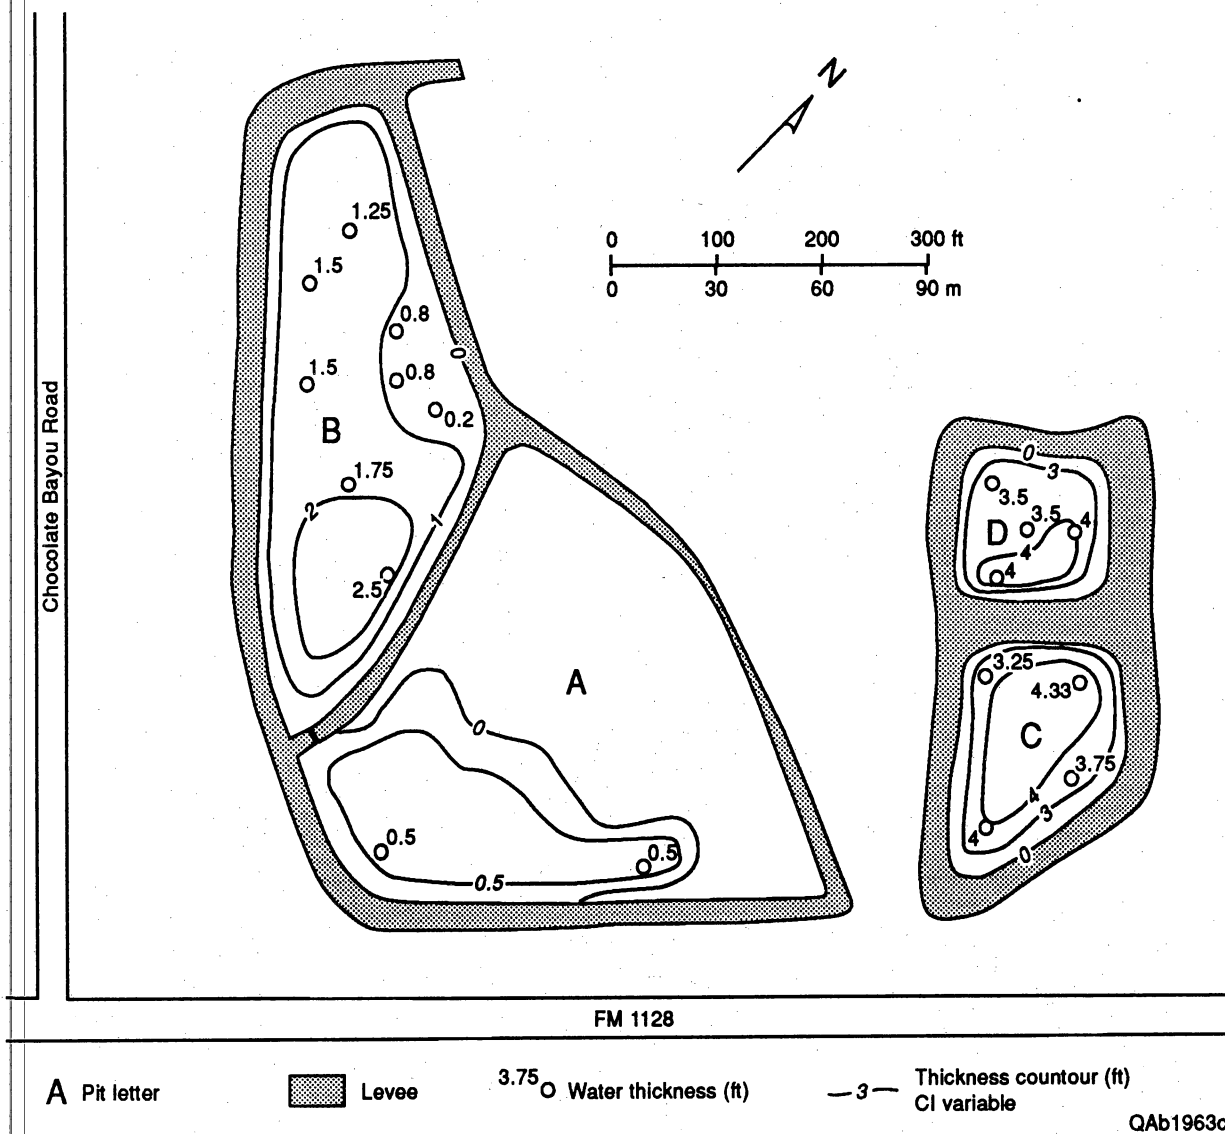 N
0 100 200 300 ft
0 30 60 90 m
1.25
1.5
0.8
0
1.5
0.8
0.2
B
1.75
2
1
2.5
Chocolate Bayou Road
A
0
0.5
0.5
0.5
0
3
3.5
3.5
4
D
4
4
3.25
4.33
C
3.75
4
3
4
0
FM 1128
A Pit letter
Levee
3.75 Water thickness (ft)
3 Thickness countour (ft)
CI variable
QAb1963c